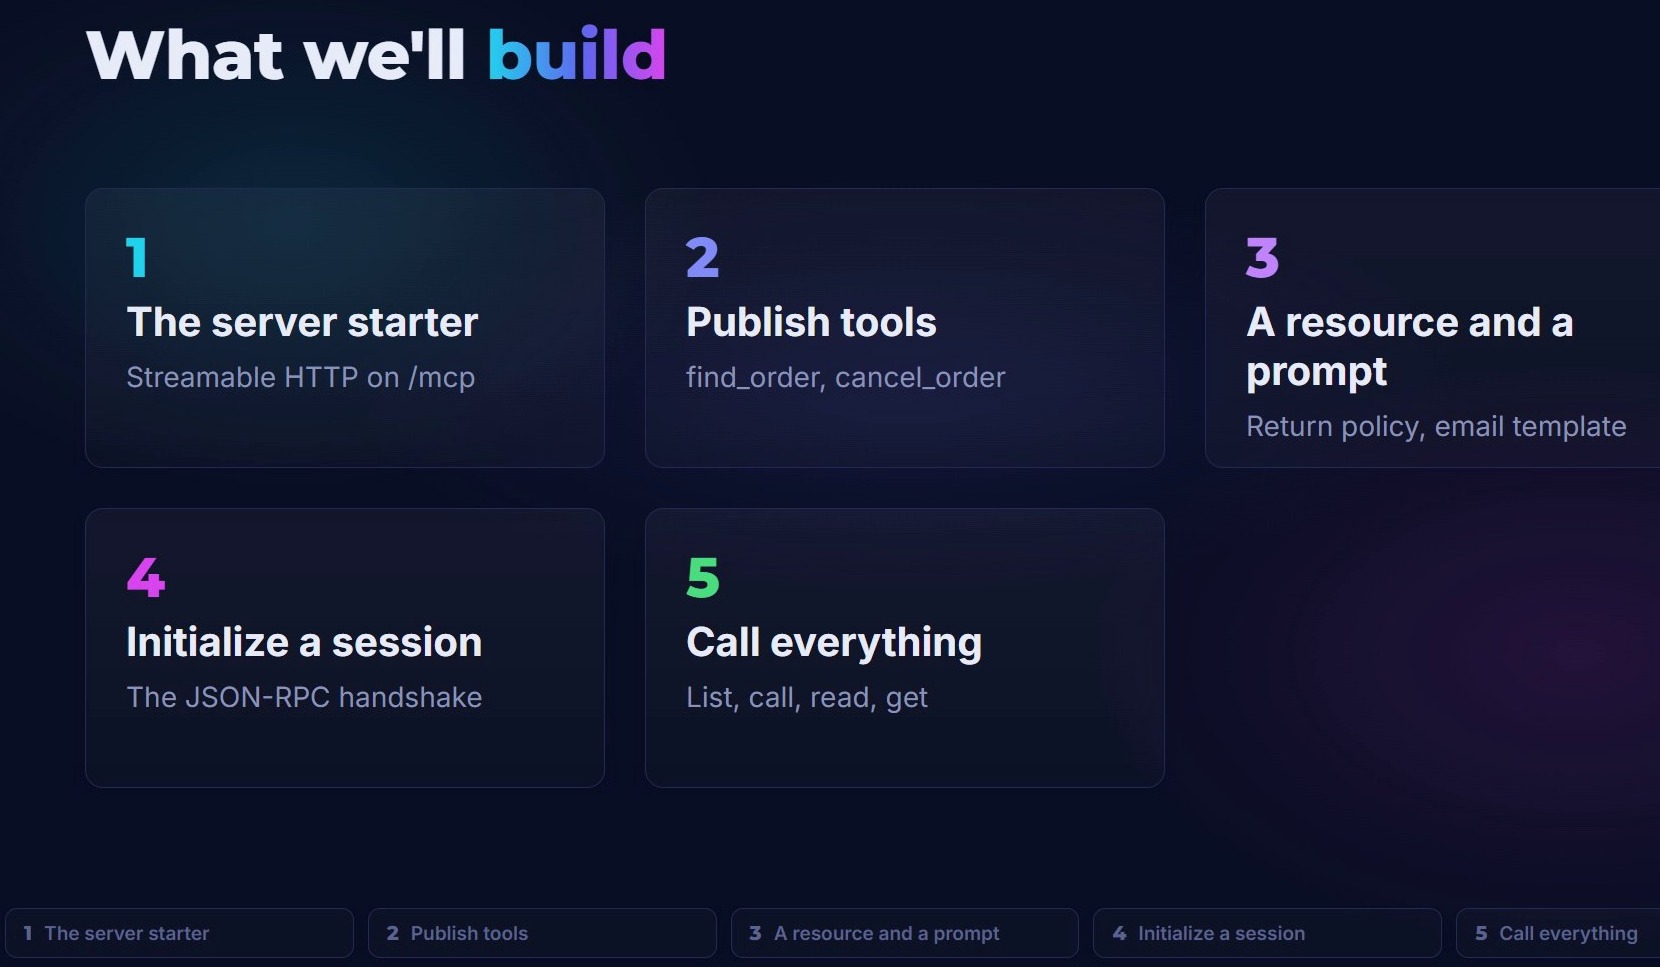 What we'll build
1
The server starter
Streamable HTTP on /mcp
2
Publish tools
find_order, cancel_order
3
A resource and a
prompt
Return policy, email template
4
Initialize a session
The JSON-RPC handshake
5
Call everything
List, call, read, get
1 The server starter
2 Publish tools
3 A resource and a prompt
4 Initialize a session
5 Call everything